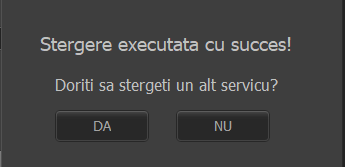 Stergere executata cu succes!
Doriti sa stergeti un alt servicu?
DA NU